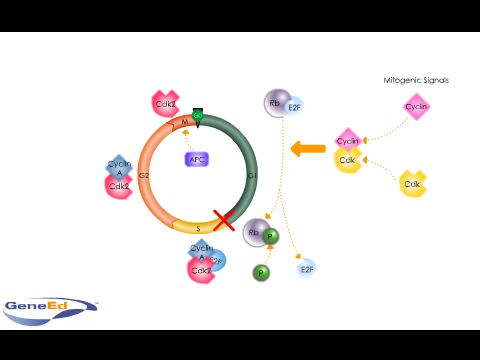 Mitogenic Signals
Cdk2
Rb
E2F
Cyclin
M
Cyclin
Cdk
APC
Cyclin
A
Cdk2
G2
G1
Cdk
S
Rb
P
Cyclin
A
E2F
Cdk2
P
E2F
GeneEd